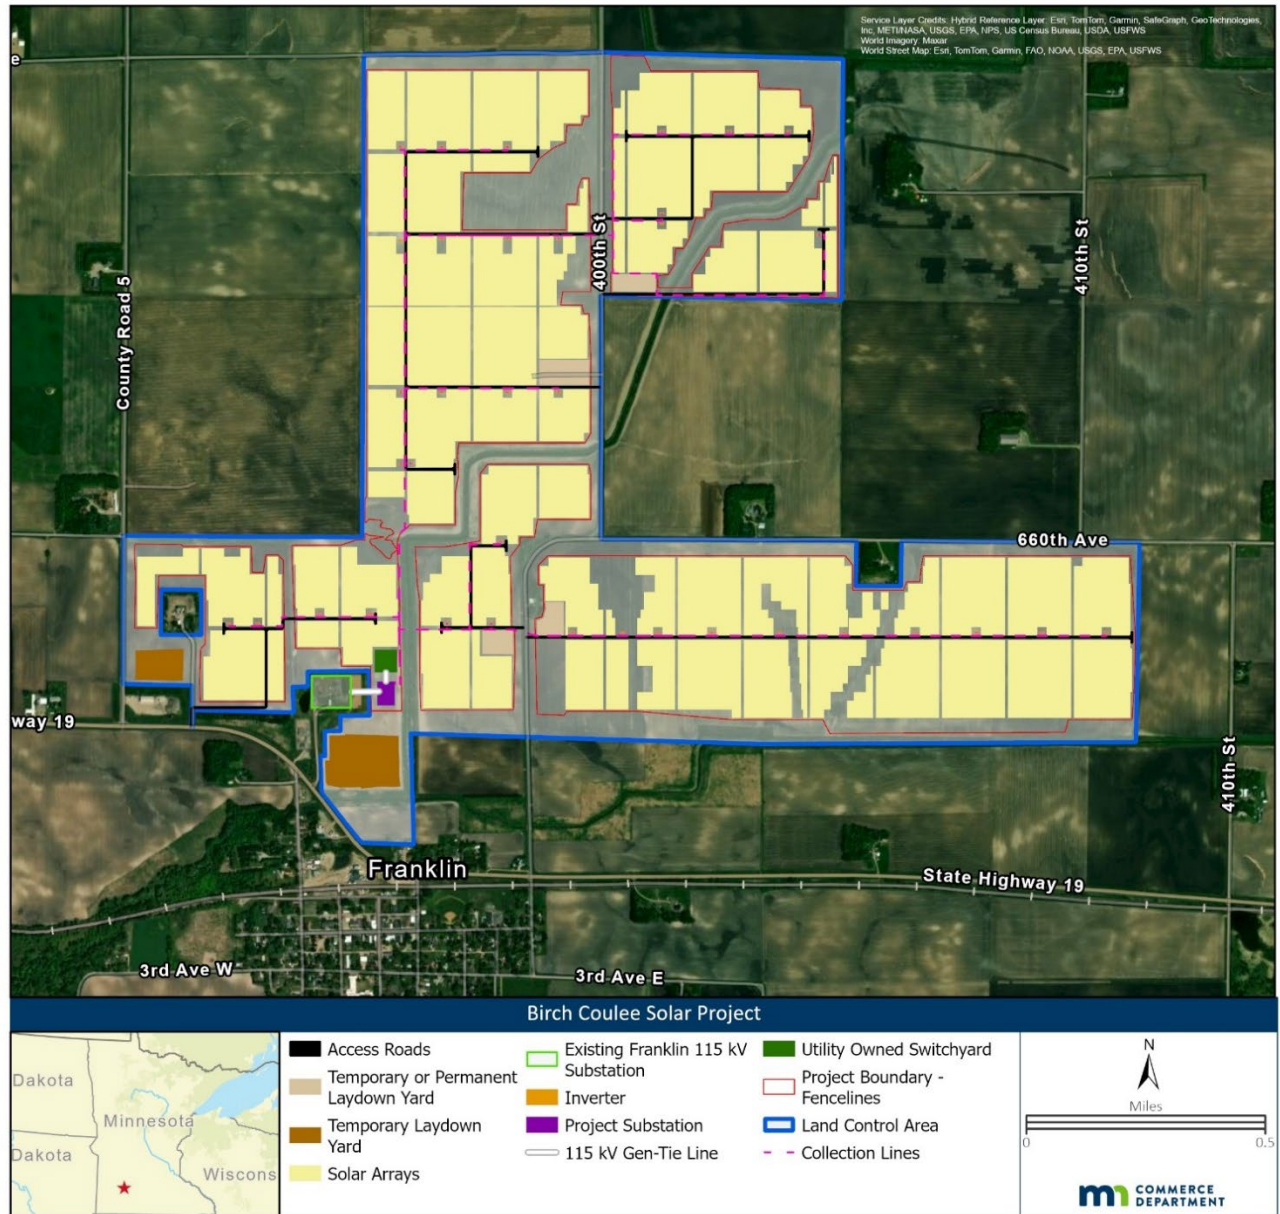 Service Layer Credits: Hybrid Reference Layer: Esri, TomTom, Garmin, SafeGraph, GeoTechnologies,
Inc, METI/NASA, USGS, EPA, NPS, US Census Bureau, USDA, USFWS
World Imagery: Maxar
World Street Map: Esri, TomTom, Garmin, FAO, NOAA, USGS, EPA, USFWS
e
400th St
410th St
County Road 5
660th Ave
way 19
410th St
Franklin
State Highway 19
3rd Ave W
3rd Ave E
Birch Coulee Solar Project
Dakota
Minnesota
Dakota
Wiscons
Access Roads
Temporary or Permanent
Laydown Yard
Temporary Laydown
Yard
Solar Arrays
Existing Franklin 115 kV
Substation
Inverter
Project Substation
115 kV Gen-Tie Line
Utility Owned Switchyard
Project Boundary -
Fencelines
Land Control Area
Collection Lines
N
Miles
0
0.5
mn COMMERCE
DEPARTMENT